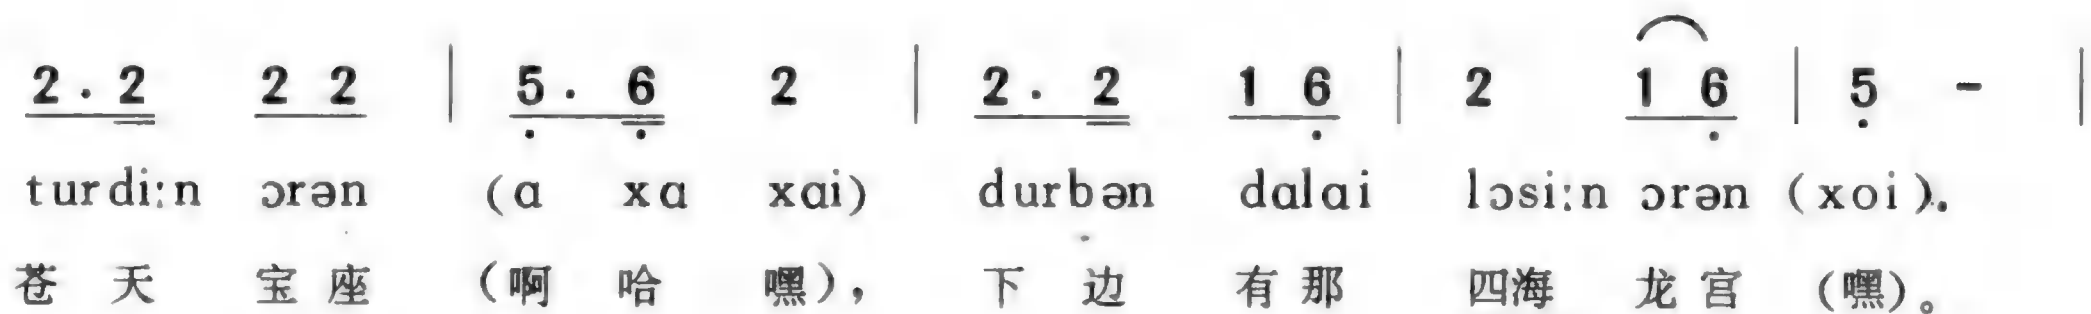 2 . 2 2 2 | 5 . 6 2 | 2 . 2 1 6 | 2 1 6 | 5 - |
turdi:n ɔrən (ɑ xɑ xɑi) durbən dɑlɑi lɔsi:n ɔrən (xoi).
苍天 宝座 (啊 哈 嘿)，下边 有那 四海 龙宫 (嘿)。